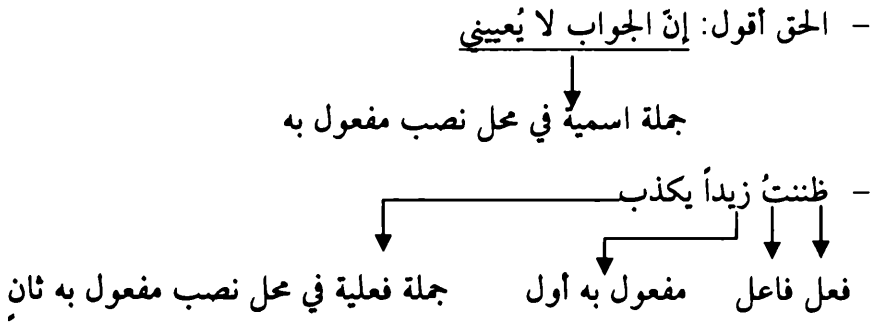 - الحق أقول: إنّ الجواب لا يُعييني
جملة اسمية في محل نصب مفعول به
- ظننتُ زيداً يكذب
فعل فاعل مفعول به أول جملة فعلية في محل نصب مفعول به ثانٍ